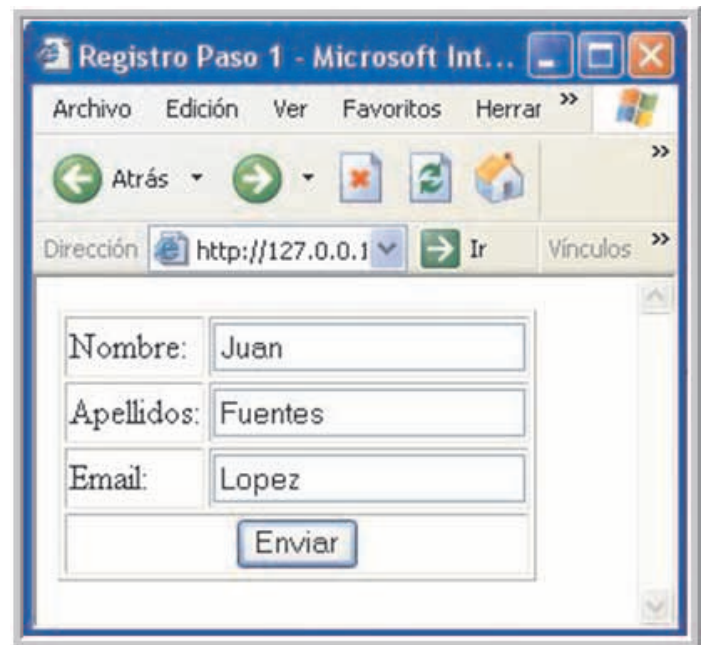 Registro Paso 1 - Microsoft Int...
Archivo Edición Ver Favoritos Herrar »
Atrás »
Dirección http://127.0.0.1 Ir Vínculos »
Nombre: Juan
Apellidos: Fuentes
Email: Lopez
Enviar